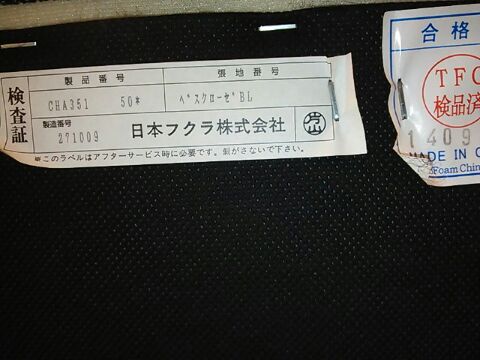 検査証
製品番号
張地番号
CHA351 50*
ベスクローゼBL
製造番号
271009
日本フクラ株式会社
※このラベルはアフターサービス時に必要です。剥がさないで下さい。
合格
TFC
検品済
1409
MADE IN C
Foam Chin